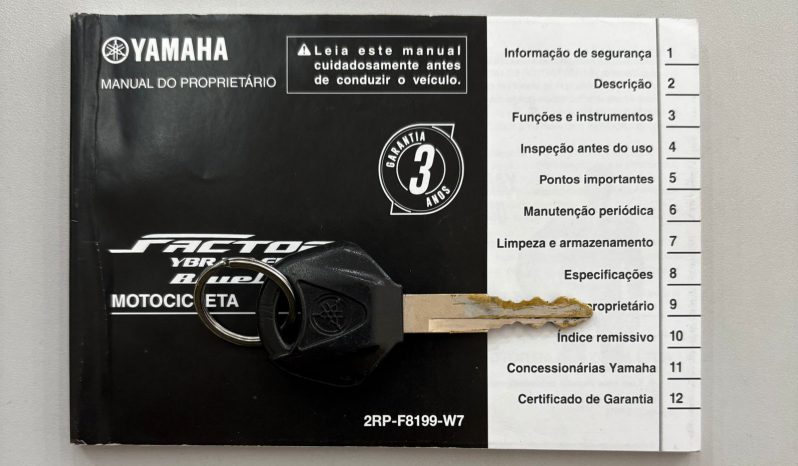 YAMAHA
MANUAL DO PROPRIETÁRIO
Leia este manual
cuidadosamente antes
de conduzir o veículo.
GARANTIA
3
ANOS
MOTOCICLETA
2RP-F8199-W7
Informação de segurança 1
Descrição 2
Funções e instrumentos 3
Inspeção antes do uso 4
Pontos importantes 5
Manutenção periódica 6
Limpeza e armazenamento 7
Especificações 8
proprietário 9
Índice remissivo 10
Concessionárias Yamaha 11
Certificado de Garantia 12